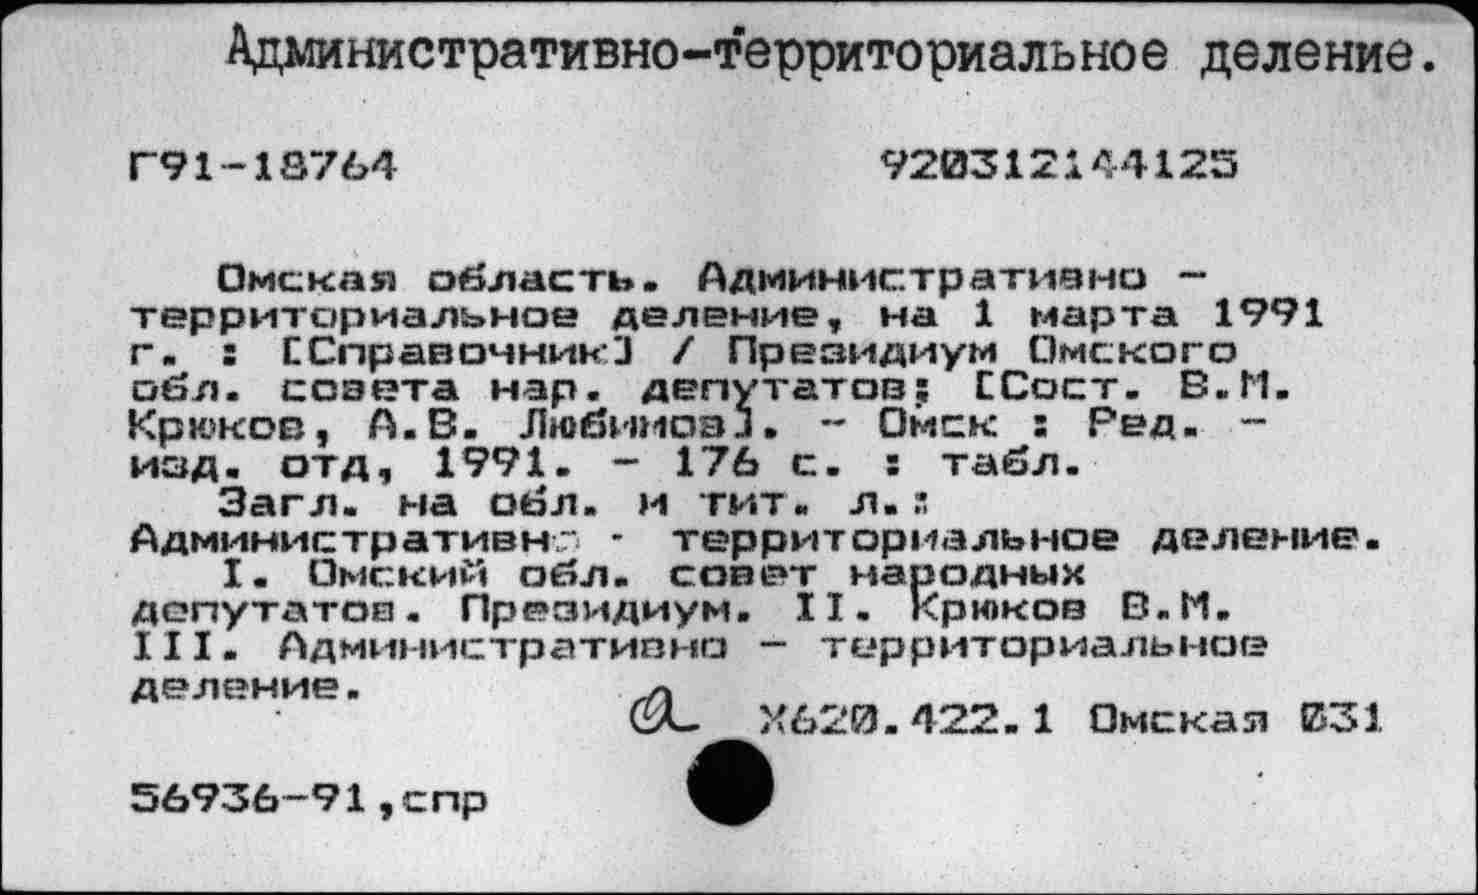 Административно-территориальное деление.
Г91-18764 920312144125
Омская область. Административно -
территориальное деление, на 1 марта 1991
г. : [Справочник] / Президиум Омского
обл. совета нар. депутатов; [Сост. В.М.
Крюков, А.В. Любимов]. - Омск : Ред. -
изд. отд, 1991. - 176 с. : табл.
Загл. на обл. и тит. л.:
Административно - территориальное деление.
I. Омский обл. совет народных
депутатов. Президиум. II. Крюков В.М.
III. Административно - территориальное
деление.
Х620.422.1 Омская 031
56936-91,спр